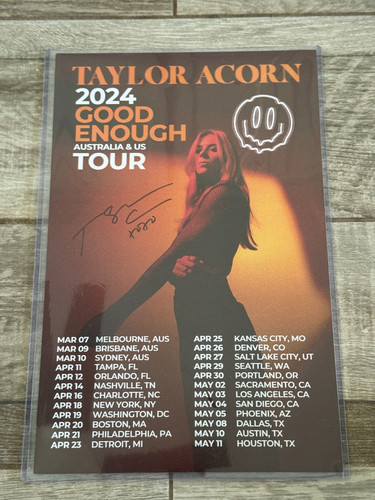 TAYLOR ACORN
2024
GOOD
ENOUGH
AUSTRALIA & US
TOUR
xoxo
MAR 07 MELBOURNE, AUS
MAR 09 BRISBANE, AUS
MAR 10 SYDNEY, AUS
APR 11 TAMPA, FL
APR 12 ORLANDO, FL
APR 14 NASHVILLE, TN
APR 16 CHARLOTTE, NC
APR 18 NEW YORK, NY
APR 19 WASHINGTON, DC
APR 20 BOSTON, MA
APR 21 PHILADELPHIA, PA
APR 23 DETROIT, MI
APR 25 KANSAS CITY, MO
APR 26 DENVER, CO
APR 27 SALT LAKE CITY, UT
APR 29 SEATTLE, WA
APR 30 PORTLAND, OR
MAY 02 SACRAMENTO, CA
MAY 03 LOS ANGELES, CA
MAY 04 SAN DIEGO, CA
MAY 05 PHOENIX, AZ
MAY 08 DALLAS, TX
MAY 10 AUSTIN, TX
MAY 11 HOUSTON, TX